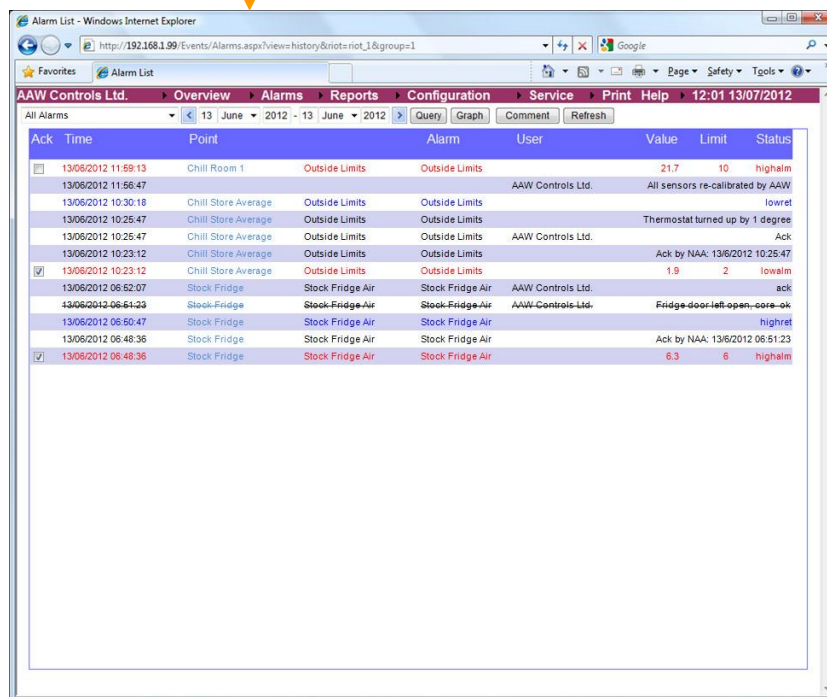 Alarm List - Windows Internet Explorer
http://192.168.1.99/Events/Alarms.aspx?view=history&riot=riot_1&group=1 Google
Favorites Alarm List Page Safety Tools
AAW Controls Ltd. Overview Alarms Reports Configuration Service Print Help 12:01 13/07/2012
All Alarms < 13 June 2012 - 13 June 2012 > Query Graph Comment Refresh
Ack Time Point Alarm User Value Limit Status
13/06/2012 11:59:13 Chill Room 1 Outside Limits Outside Limits 21.7 10 highalm
13/06/2012 11:56:47 AAW Controls Ltd. All sensors re-calibrated by AAW
13/06/2012 10:30:18 Chill Store Average Outside Limits Outside Limits lowret
13/06/2012 10:25:47 Chill Store Average Outside Limits Outside Limits Thermostat turned up by 1 degree
13/06/2012 10:25:47 Chill Store Average Outside Limits Outside Limits AAW Controls Ltd. Ack
13/06/2012 10:23:12 Chill Store Average Outside Limits Outside Limits Ack by NAA: 13/6/2012 10:25:47
13/06/2012 10:23:12 Chill Store Average Outside Limits Outside Limits 1.9 2 lowalm
13/06/2012 06:52:07 Stock Fridge Stock Fridge Air Stock Fridge Air AAW Controls Ltd. ack
13/06/2012 06:51:23 Stock Fridge Stock Fridge Air Stock Fridge Air AAW Controls Ltd. Fridge door left open, core ok
13/06/2012 06:50:47 Stock Fridge Stock Fridge Air Stock Fridge Air highret
13/06/2012 06:48:36 Stock Fridge Stock Fridge Air Stock Fridge Air Ack by NAA: 13/6/2012 06:51:23
13/06/2012 06:48:36 Stock Fridge Stock Fridge Air Stock Fridge Air 6.3 6 highalm